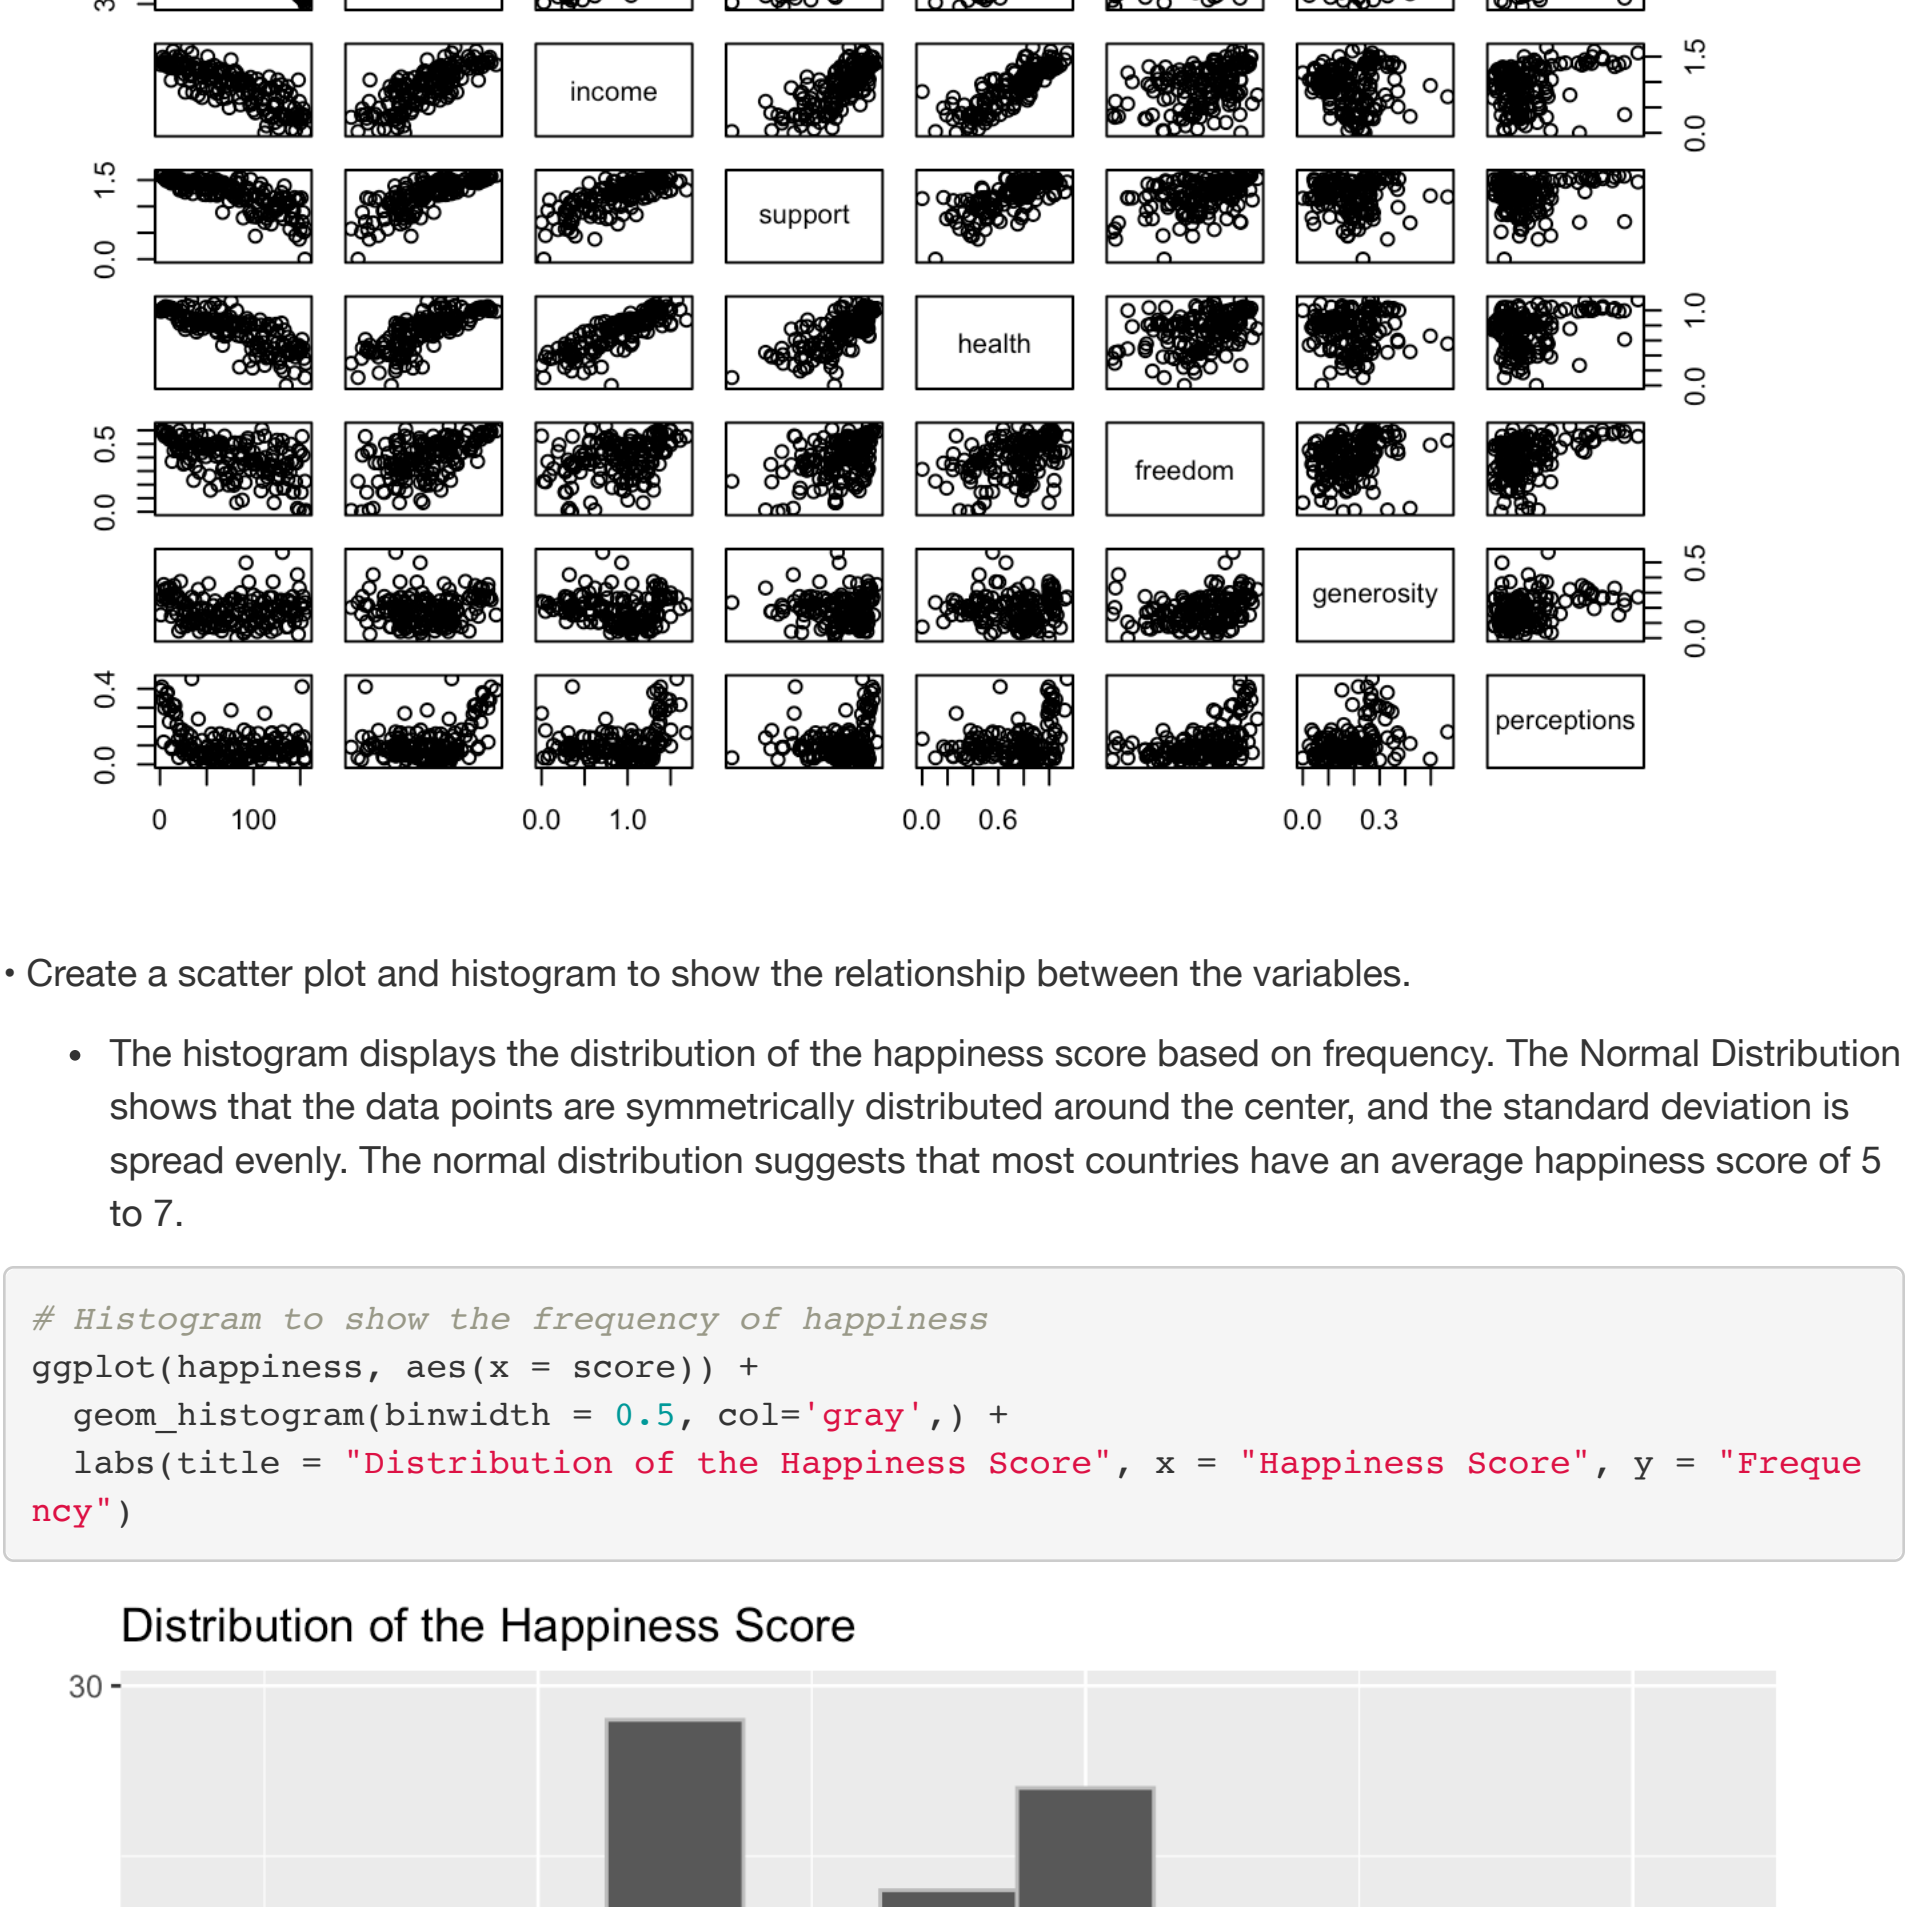 3
income
1.5
0.0
1.5
0.0
support
health
1.0
0.0
0.5
0.0
freedom
generosity
0.5
0.0
0.4
0.0
perceptions
0 100 0.0 1.0 0.0 0.6 0.0 0.3
• Create a scatter plot and histogram to show the relationship between the variables.
• The histogram displays the distribution of the happiness score based on frequency. The Normal Distribution
shows that the data points are symmetrically distributed around the center, and the standard deviation is
spread evenly. The normal distribution suggests that most countries have an average happiness score of 5
to 7.
# Histogram to show the frequency of happiness
ggplot(happiness, aes(x = score)) +
  geom_histogram(binwidth = 0.5, col='gray',) +
  labs(title = "Distribution of the Happiness Score", x = "Happiness Score", y = "Freque
ncy")
Distribution of the Happiness Score
30